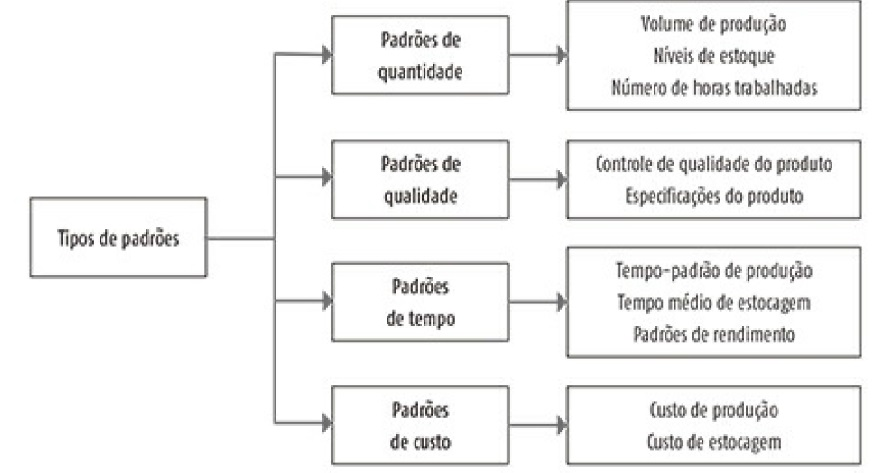 Tipos de padrões
Padrões de
quantidade
Volume de produção
Níveis de estoque
Número de horas trabalhadas
Padrões de
qualidade
Controle de qualidade do produto
Especificações do produto
Padrões
de tempo
Tempo-padrão de produção
Tempo médio de estocagem
Padrões de rendimento
Padrões
de custo
Custo de produção
Custo de estocagem